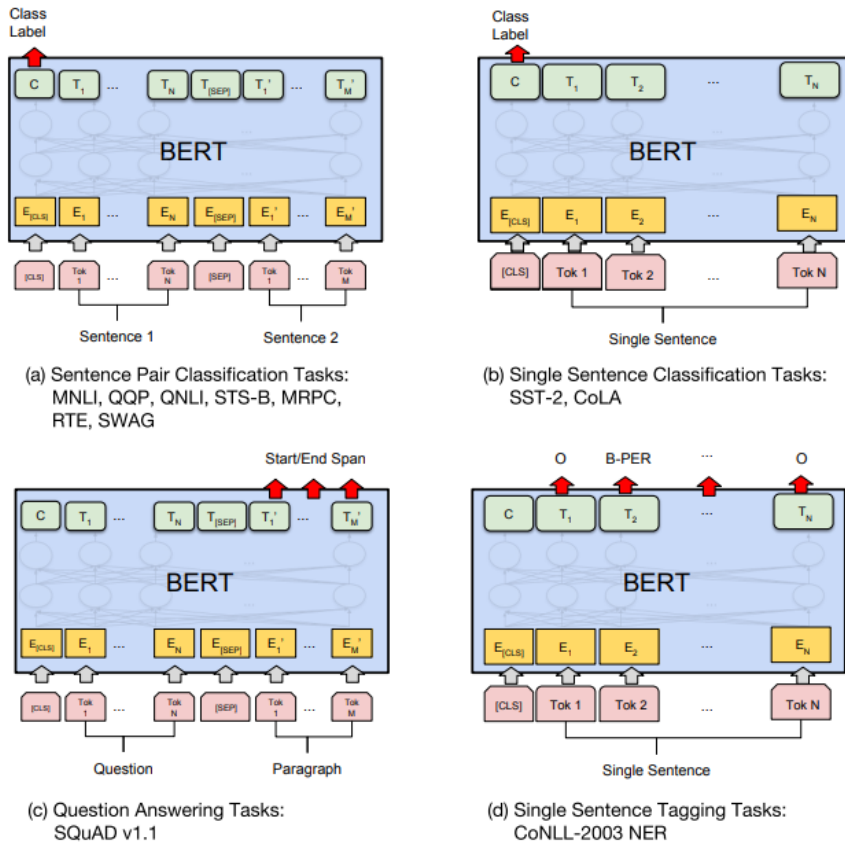 Class
Label
C T1 ... TN T[SEP] T1' ... TM'
...
BERT
...
E[CLS] E1 ... EN E[SEP] E1' ... EM'
[CLS] Tok 1 ... Tok N [SEP] Tok 1 ... Tok M
Sentence 1 Sentence 2
(a) Sentence Pair Classification Tasks:
MNLI, QQP, QNLI, STS-B, MRPC,
RTE, SWAG
Class
Label
C T1 T2 ... TN
...
BERT
...
E[CLS] E1 E2 ... EN
[CLS] Tok 1 Tok 2 ... Tok N
Single Sentence
(b) Single Sentence Classification Tasks:
SST-2, CoLA
Start/End Span
C T1 ... TN T[SEP] T1' ... TM'
...
BERT
...
E[CLS] E1 ... EN E[SEP] E1' ... EM'
[CLS] Tok 1 ... Tok N [SEP] Tok 1 ... Tok M
Question Paragraph
(c) Question Answering Tasks:
SQuAD v1.1
O B-PER ... O
C T1 T2 ... TN
...
BERT
...
E[CLS] E1 E2 ... EN
[CLS] Tok 1 Tok 2 ... Tok N
Single Sentence
(d) Single Sentence Tagging Tasks:
CoNLL-2003 NER